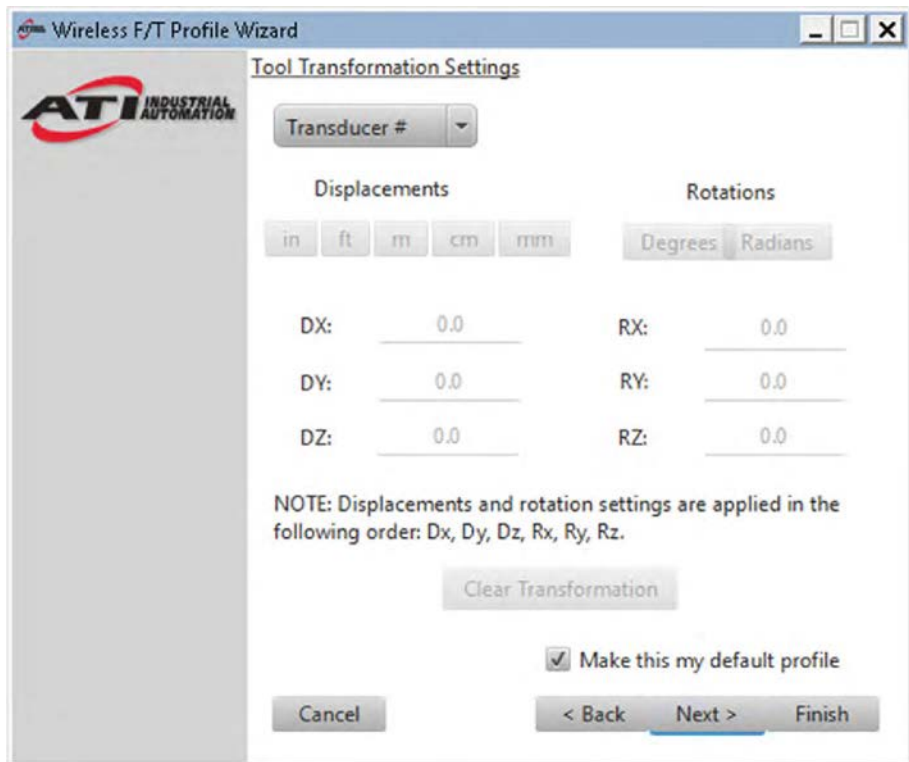 ATI Wireless F/T Profile Wizard
ATI INDUSTRIAL AUTOMATION
Tool Transformation Settings
Transducer #
Displacements Rotations
in ft m cm mm Degrees Radians
DX: 0.0 RX: 0.0
DY: 0.0 RY: 0.0
DZ: 0.0 RZ: 0.0
NOTE: Displacements and rotation settings are applied in the
following order: Dx, Dy, Dz, Rx, Ry, Rz.
Clear Transformation
Make this my default profile
Cancel < Back Next > Finish